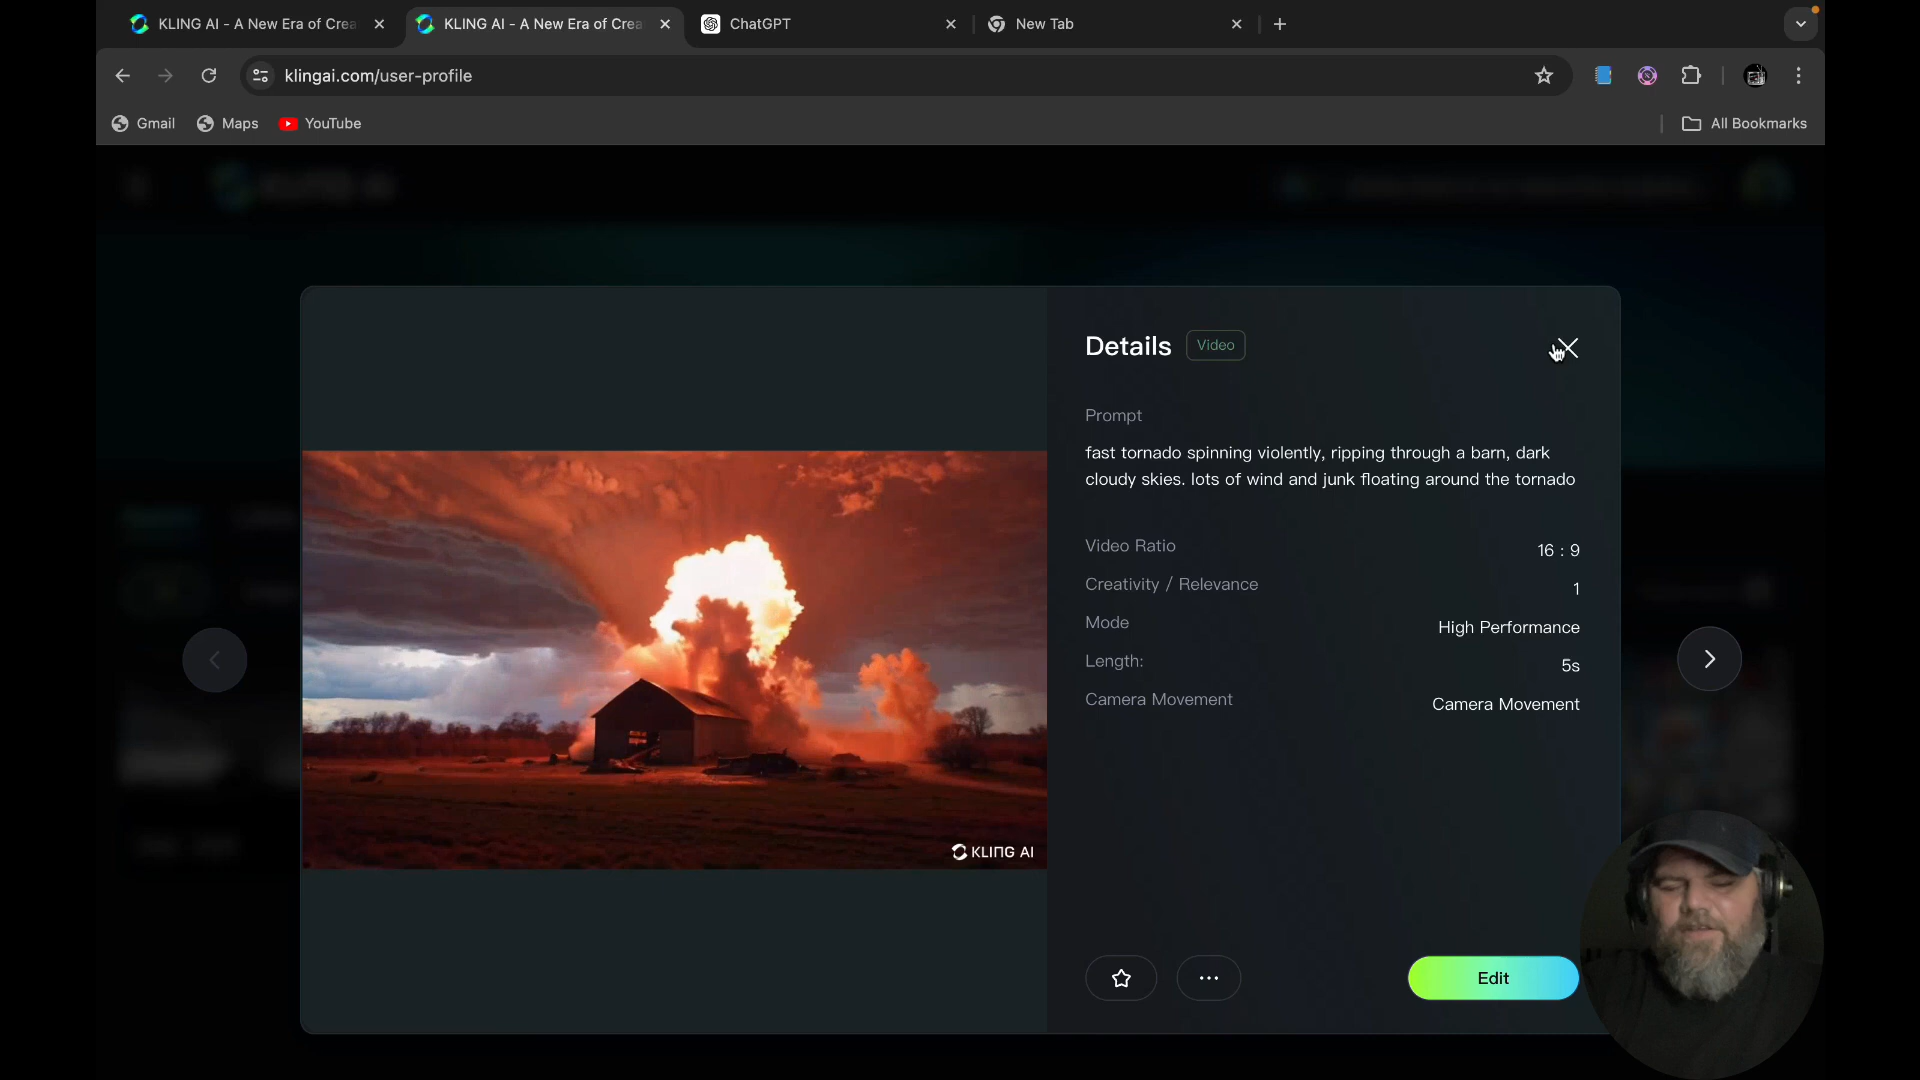 KLING AI - A New Era of Crea
KLING AI - A New Era of Crea
ChatGPT
New Tab
klingai.com/user-profile
Gmail
Maps
YouTube
All Bookmarks
Details
Video
Prompt
fast tornado spinning violently, ripping through a barn, dark
cloudy skies. lots of wind and junk floating around the tornado
Video Ratio
16 : 9
Creativity / Relevance
1
Mode
High Performance
Length:
5s
Camera Movement
Camera Movement
KLING AI
Edit